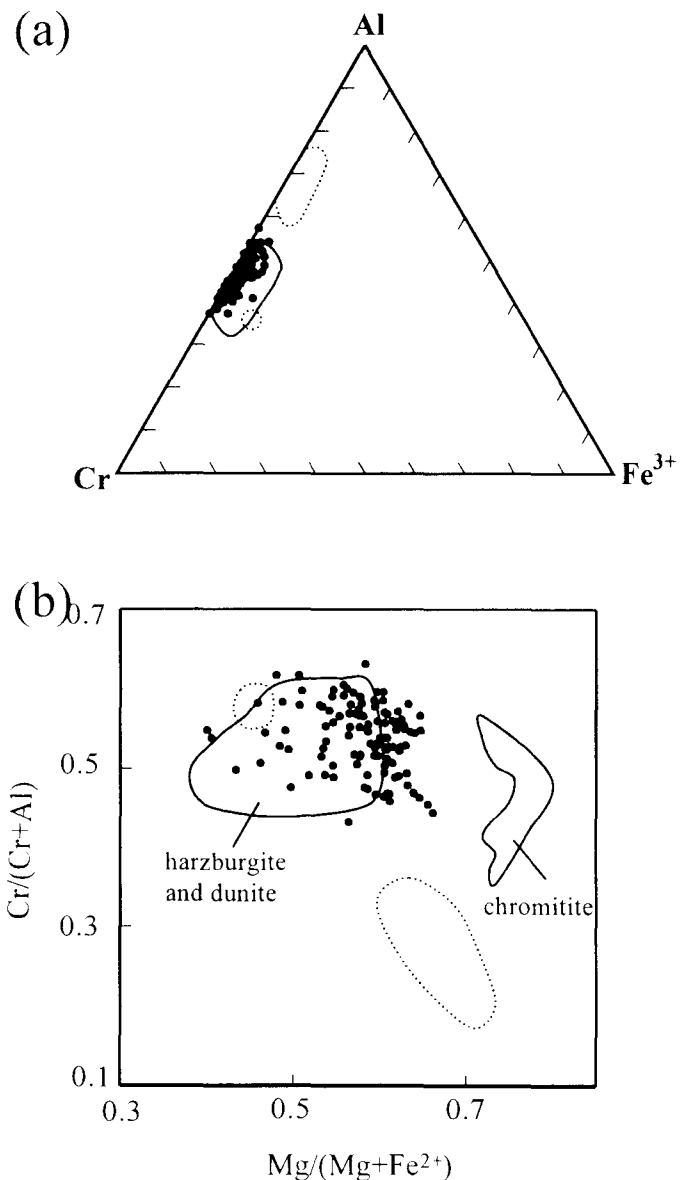 (a)
Al
Cr
Fe3+
(b)
0.7
0.5
0.3
0.1
Cr/(Cr+Al)
harzburgite
and dunite
chromitite
0.3
0.5
0.7
Mg/(Mg+Fe2+)